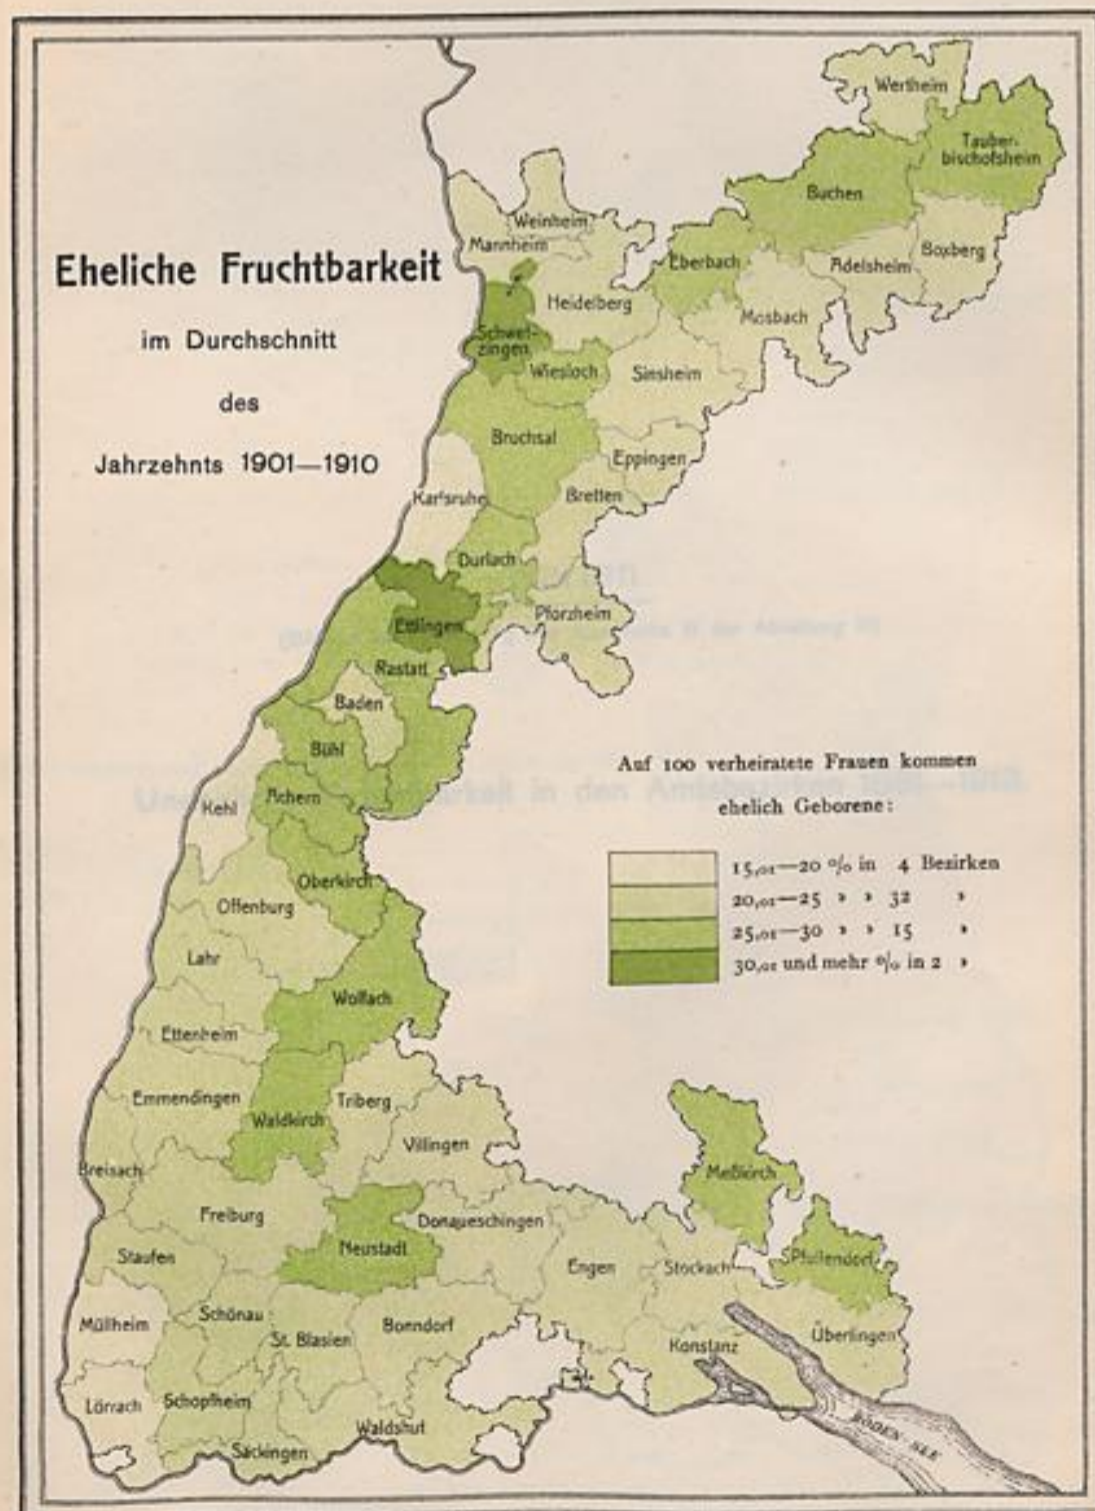 Eheliche Fruchtbarkeit
im Durchschnitt
des
Jahrzehnts 1901—1910
Wertheim
Tauber-
bischofsheim
Buchen
Weinheim
Mannheim
Boxberg
Eberbach
Adelsheim
Heidelberg
Mosbach
Schwet-
zingen
Wiesloch
Sinsheim
Bruchsal
Eppingen
Karlsruhe
Bretten
Durlach
Pforzheim
Ettlingen
Rastatt
Baden
Bühl
Achern
Kehl
Oberkirch
Offenburg
Lahr
Wolfach
Ettenheim
Emmendingen
Triberg
Waldkirch
Villingen
Breisach
Meßkirch
Freiburg
Donaueschingen
Neustadt
Staufen
Engen
Stockach
Pfullendorf
Schönau
Müllheim
St. Blasien
Bonndorf
Überlingen
Konstanz
Lörrach
Schopfheim
Waldshut
Säckingen
BODEN SEE
Auf 100 verheiratete Frauen kommen
ehelich Geborene:
15,01—20 % in 4 Bezirken
20,01—25 » » 32 »
25,01—30 » » 15 »
30,01 und mehr % in 2 »